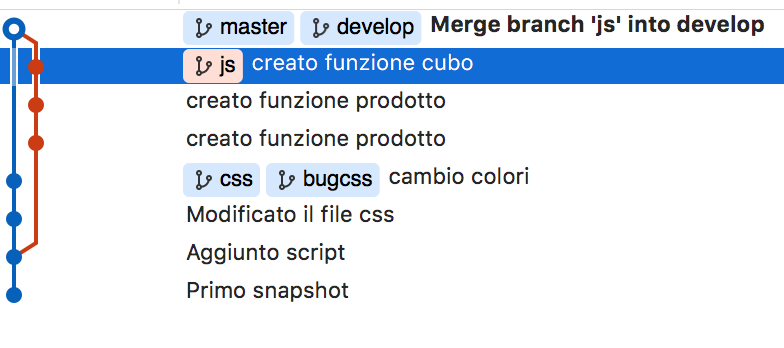 master develop Merge branch 'js' into develop
js creato funzione cubo
creato funzione prodotto
creato funzione prodotto
css bugcss cambio colori
Modificato il file css
Aggiunto script
Primo snapshot